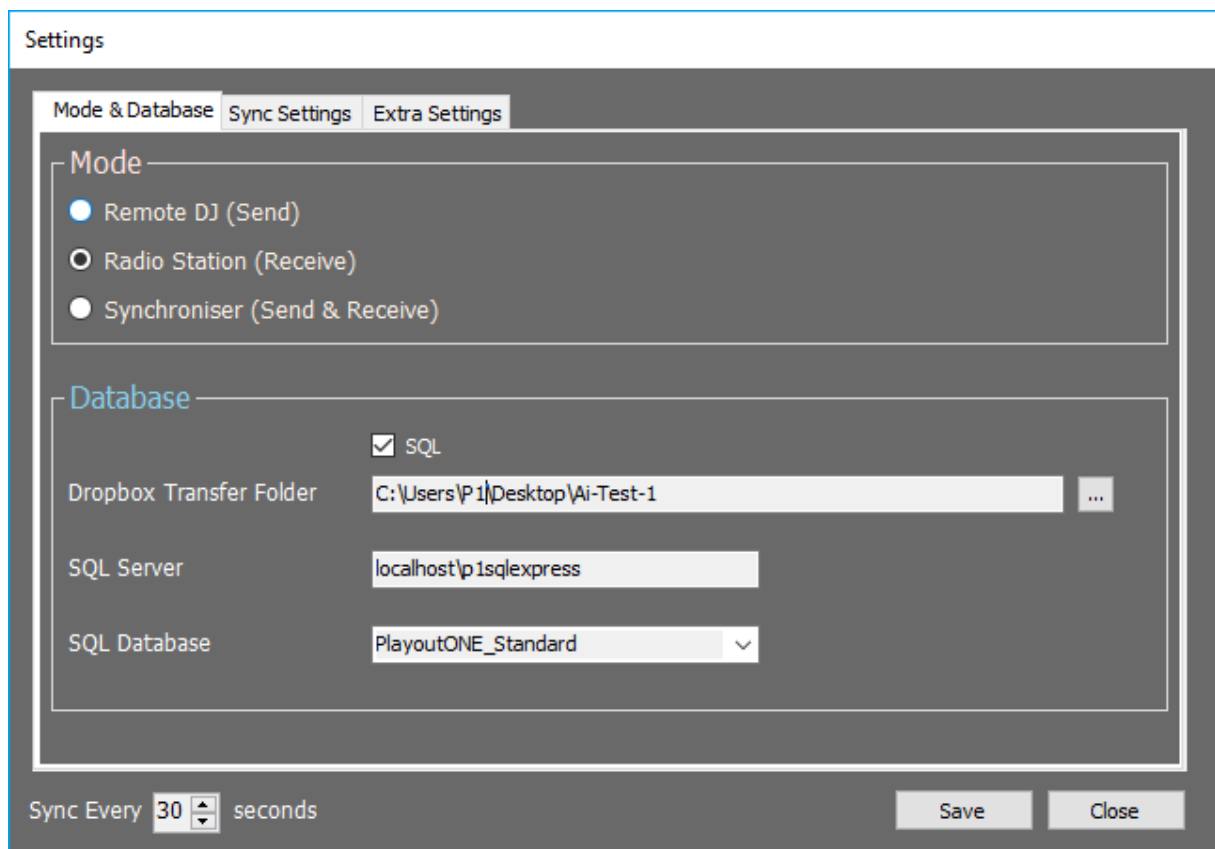 Settings
Mode & Database Sync Settings Extra Settings
Mode
Remote DJ (Send)
Radio Station (Receive)
Synchroniser (Send & Receive)
Database
SQL
Dropbox Transfer Folder C:\Users\P1\Desktop\Ai-Test-1 ...
SQL Server localhost\p1sqlexpress
SQL Database PlayoutONE_Standard
Sync Every 30 seconds Save Close